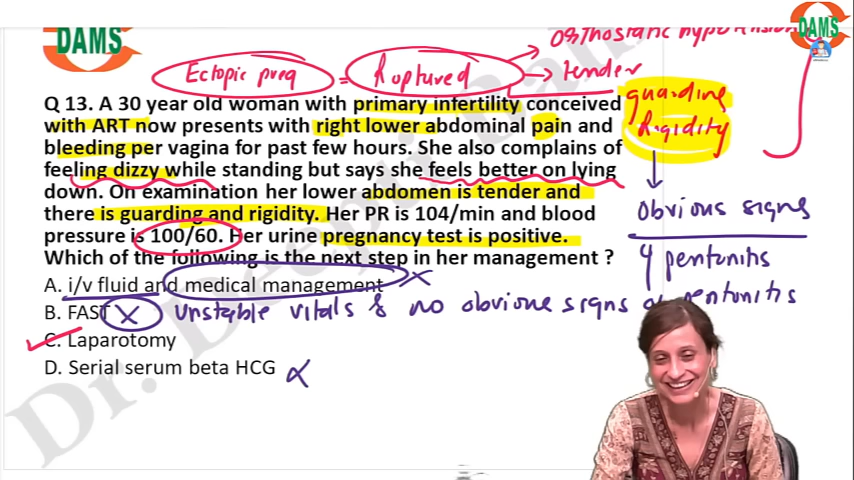 DAMS
DAMS
orthostatic hypotension
Ectopic preg = Ruptured
→ tender
guarding
Rigidity
Q 13. A 30 year old woman with primary infertility conceived
with ART now presents with right lower abdominal pain and
bleeding per vagina for past few hours. She also complains of
feeling dizzy while standing but says she feels better on lying
down. On examination her lower abdomen is tender and
there is guarding and rigidity. Her PR is 104/min and blood
pressure is 100/60. Her urine pregnancy test is positive.
Which of the following is the next step in her management ?
obvious signs
of pentonitis
A. i/v fluid and medical management
B. FAST
unstable vitals & no obvious signs of pentonitis
C. Laparotomy
D. Serial serum beta HCG
Dr. Deepti Bah